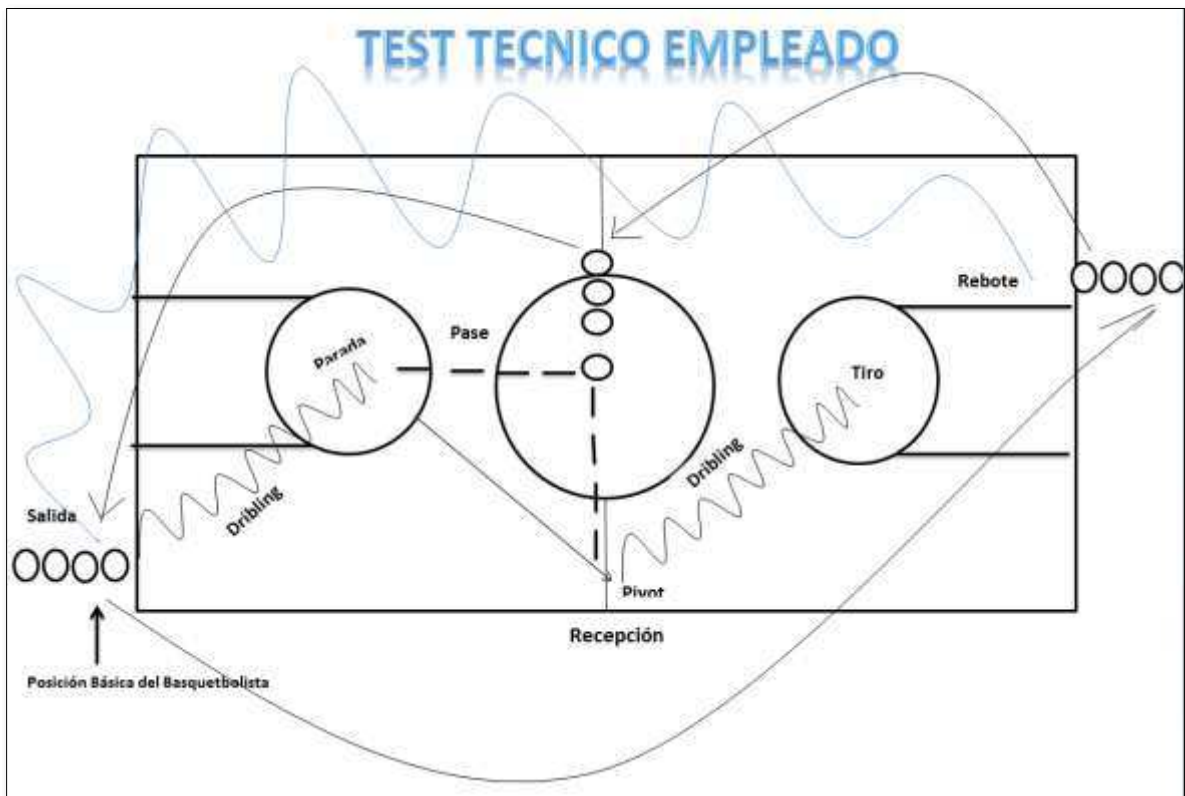 TEST TECNICO EMPLEADO
Rebote
Pase
Parada
Tiro
Dribling
Dribling
Salida
Pivot
Recepción
Posición Básica del Basquetbolista